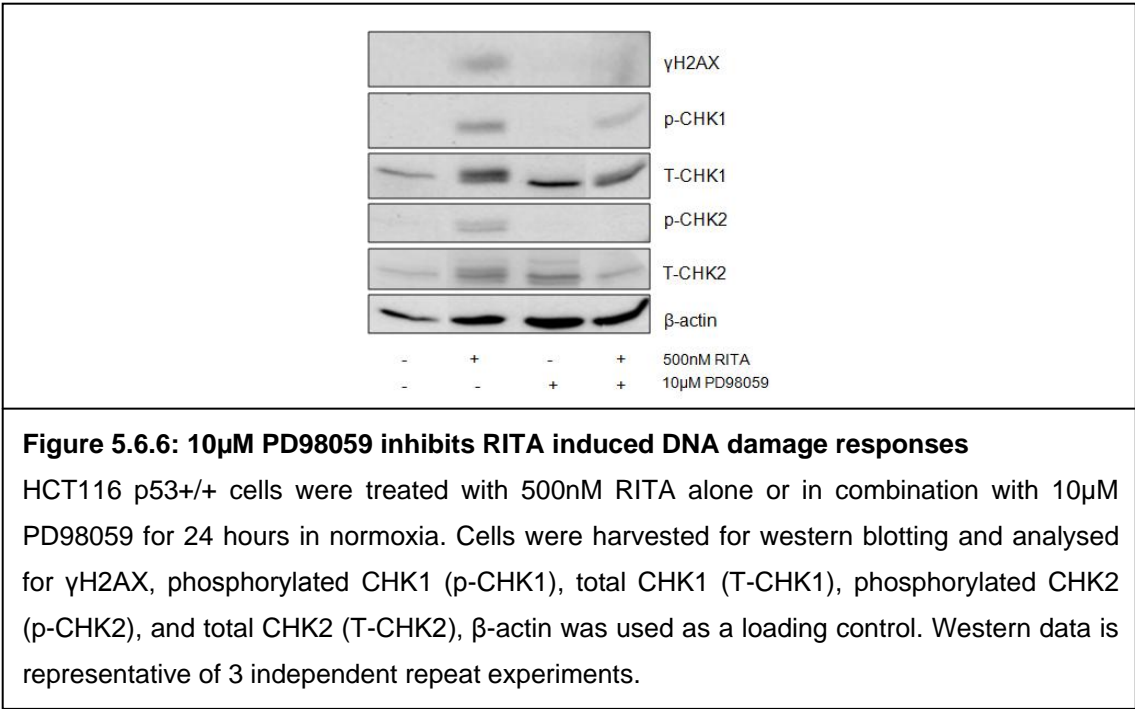 γH2AX
p-CHK1
T-CHK1
p-CHK2
T-CHK2
β-actin
- + - + 500nM RITA
- - + + 10µM PD98059
Figure 5.6.6: 10µM PD98059 inhibits RITA induced DNA damage responses
HCT116 p53+/+ cells were treated with 500nM RITA alone or in combination with 10µM
PD98059 for 24 hours in normoxia. Cells were harvested for western blotting and analysed
for γH2AX, phosphorylated CHK1 (p-CHK1), total CHK1 (T-CHK1), phosphorylated CHK2
(p-CHK2), and total CHK2 (T-CHK2), β-actin was used as a loading control. Western data is
representative of 3 independent repeat experiments.